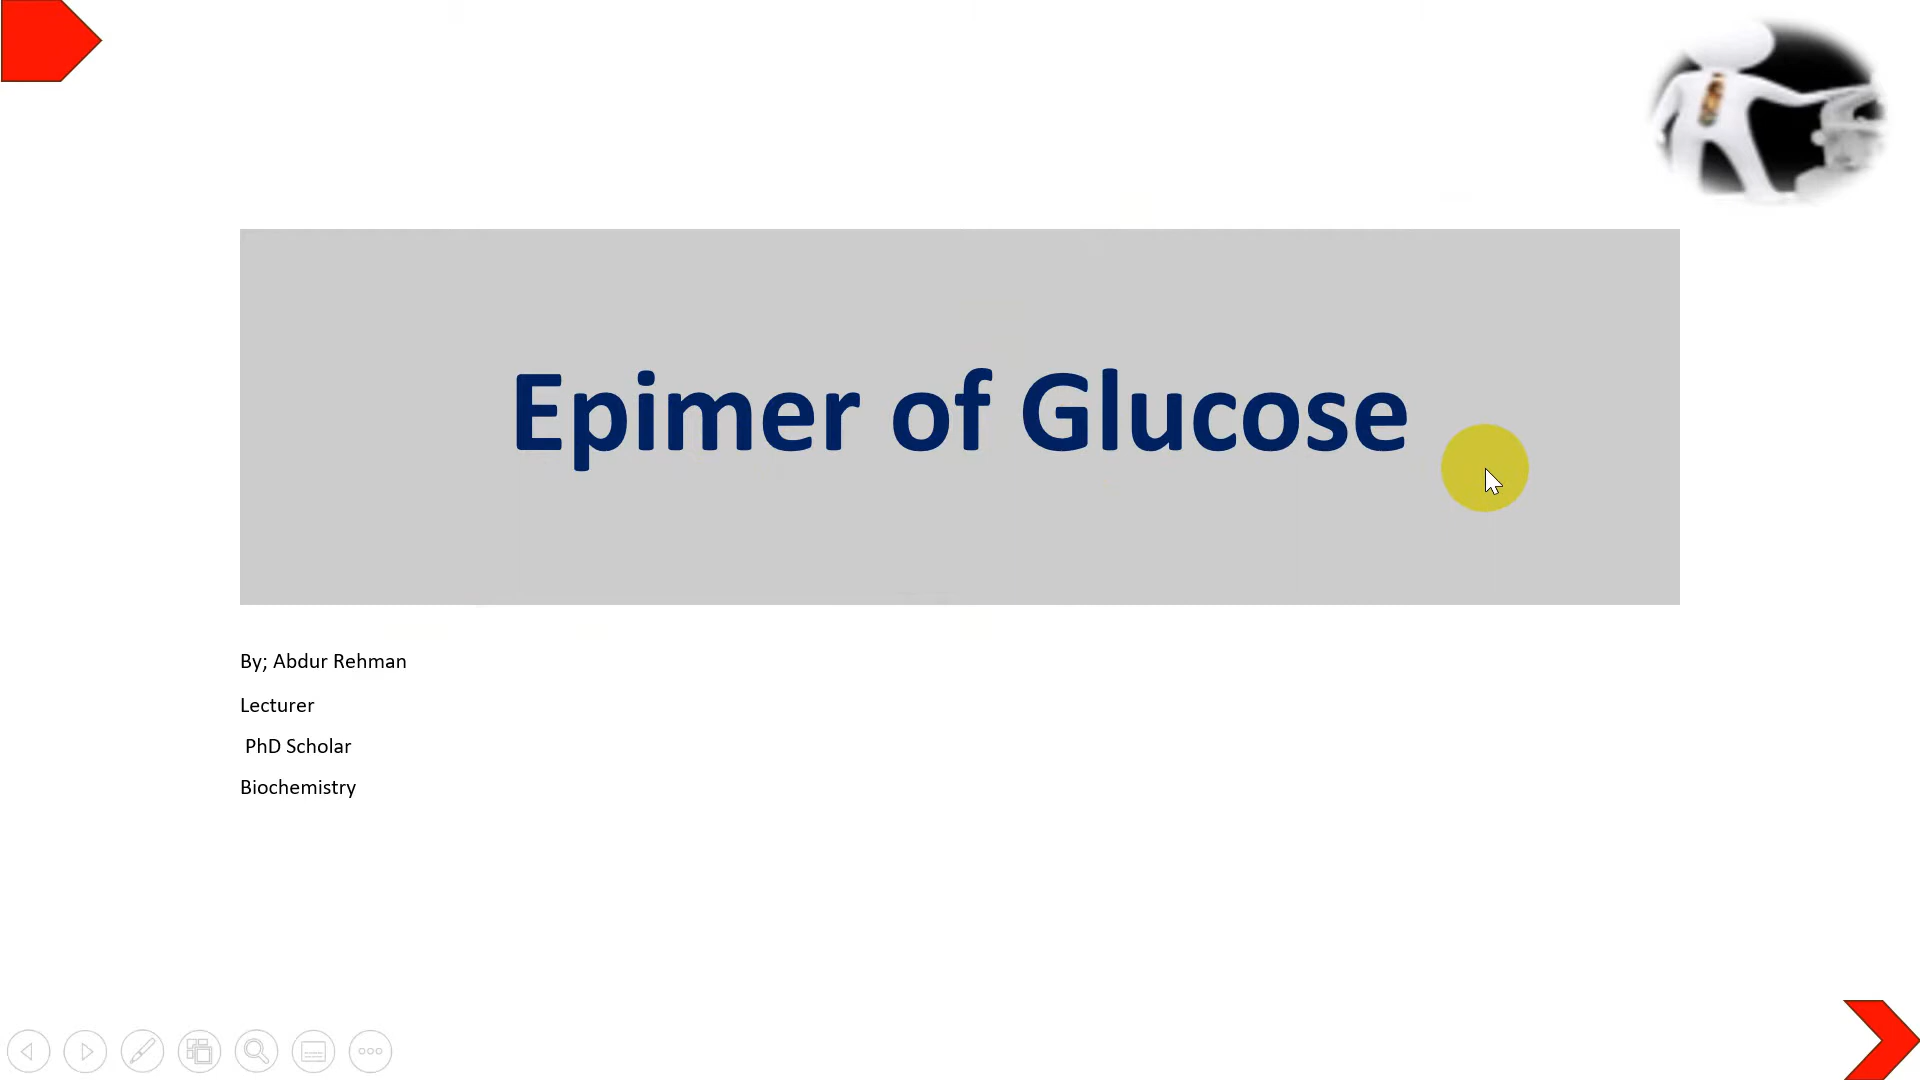 Epimer of Glucose
By; Abdur Rehman
Lecturer
PhD Scholar
Biochemistry